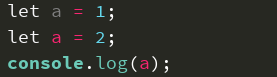 let a = 1;
let a = 2;
console.log(a);